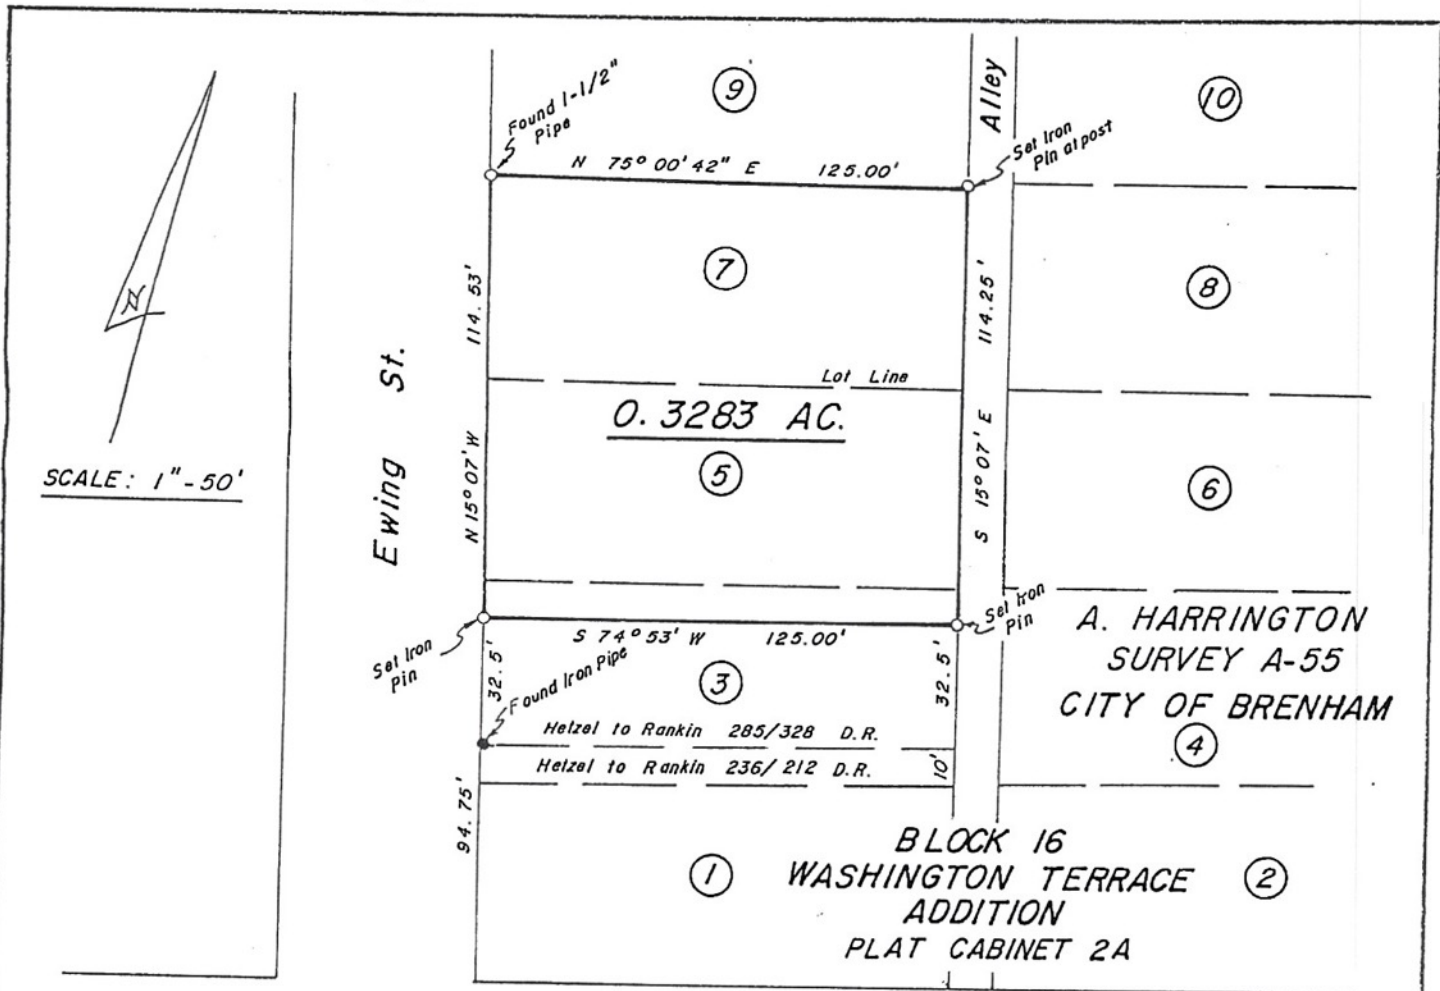 9
Alley
10
Found 1-1/2"
Pipe
Set Iron
Pin at post
N 75° 00' 42" E 125.00'
7
8
N
114.53'
114.25'
Lot Line
0.3283 AC.
Ewing St.
SCALE: 1"-50'
N 15° 07' W
S 15° 07' E
5
6
Set Iron
Pin
Set Iron
Pin
S 74° 53' W 125.00'
A. HARRINGTON
SURVEY A-55
CITY OF BRENHAM
32.5'
Found Iron Pipe
3
32.5'
Hetzel to Rankin 285/328 D.R.
4
Hetzel to Rankin 236/212 D.R.
10'
94.75'
BLOCK 16
WASHINGTON TERRACE
ADDITION
PLAT CABINET 2A
1
2